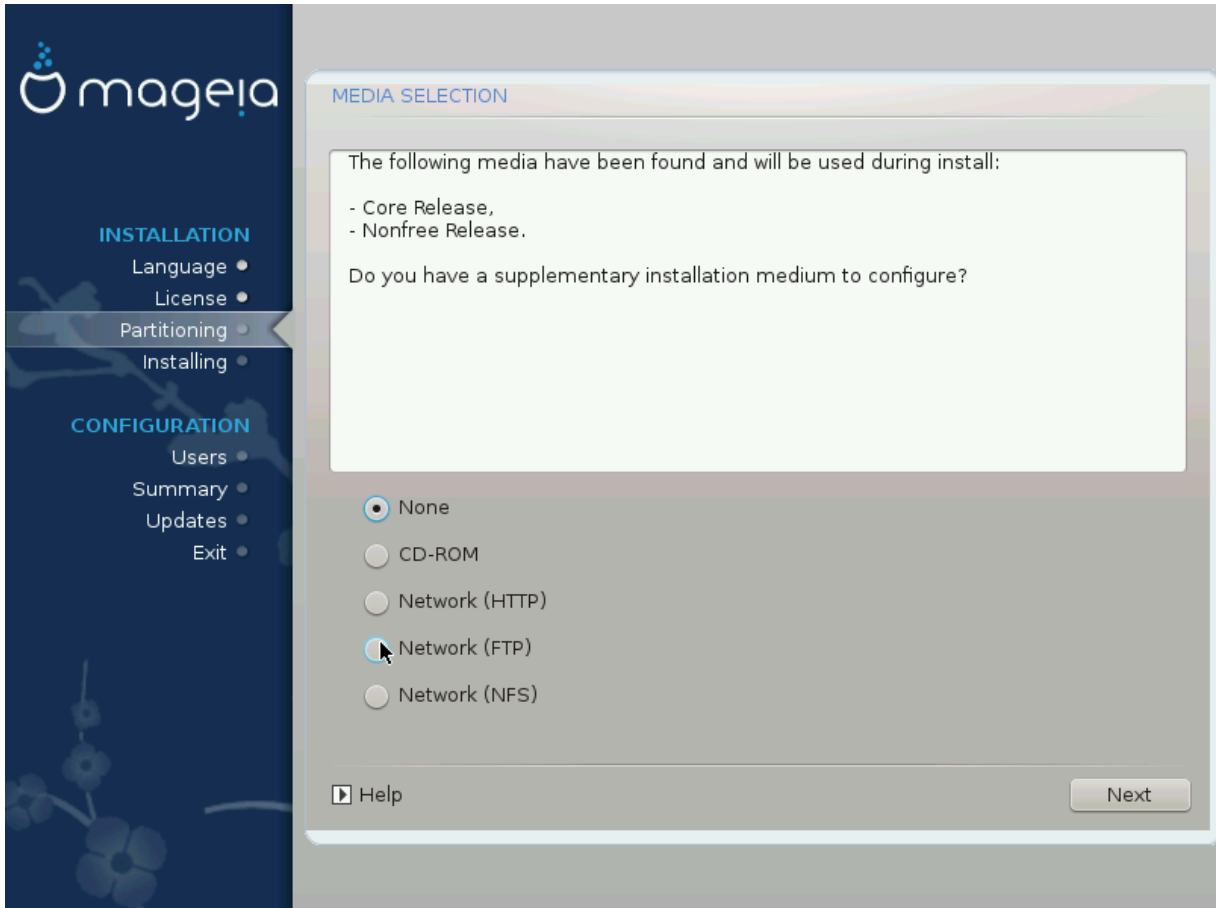 mageia
INSTALLATION
Language
License
Partitioning
Installing
CONFIGURATION
Users
Summary
Updates
Exit
MEDIA SELECTION
The following media have been found and will be used during install:
- Core Release,
- Nonfree Release.
Do you have a supplementary installation medium to configure?
None
CD-ROM
Network (HTTP)
Network (FTP)
Network (NFS)
Help
Next